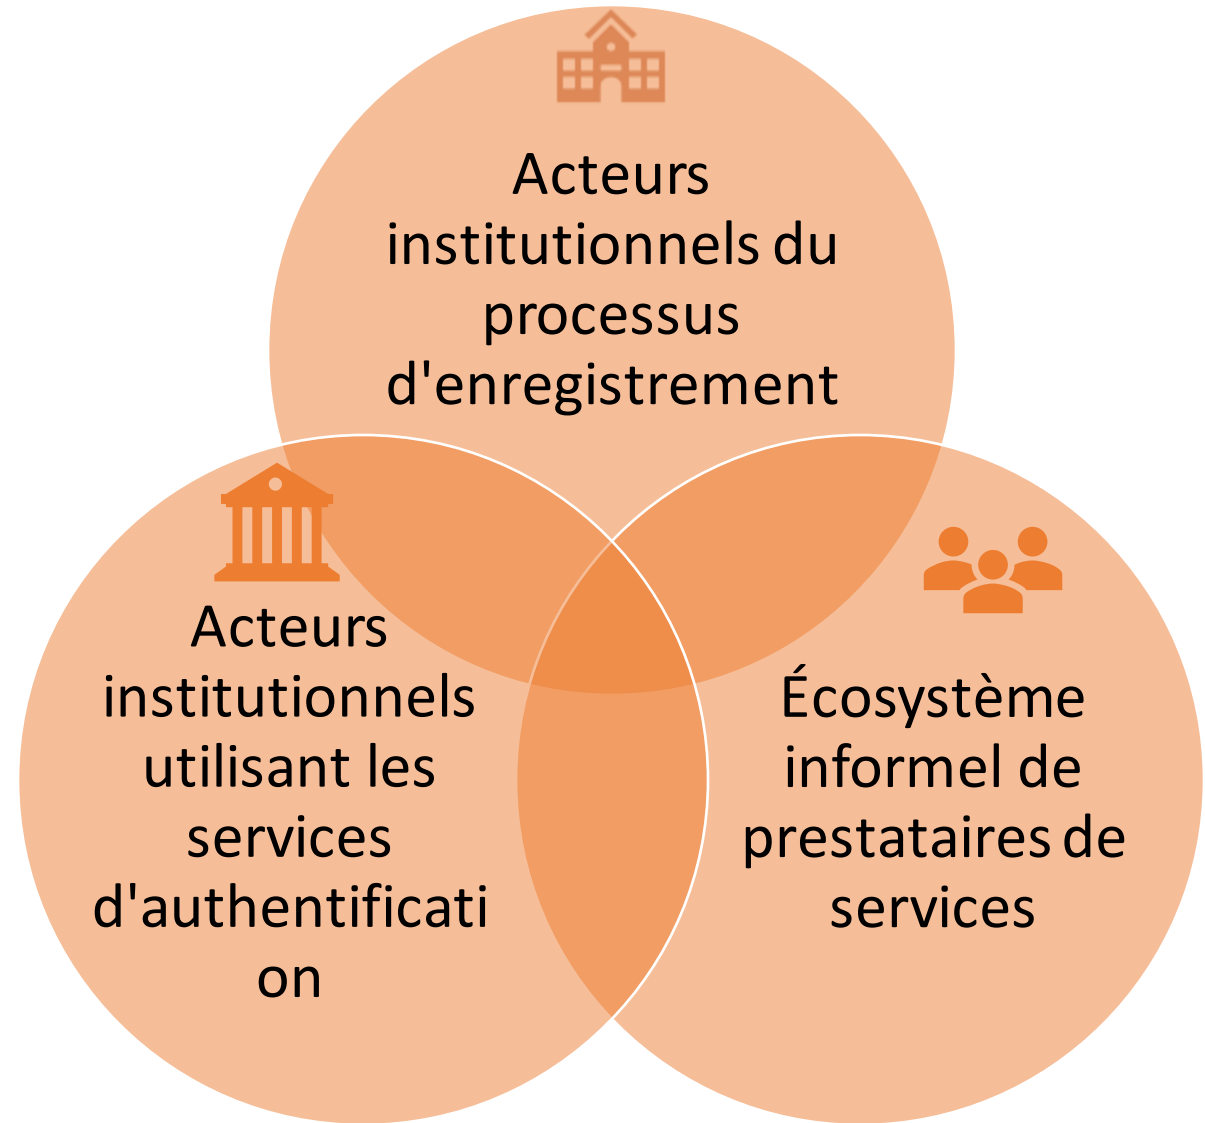 Acteurs
institutionnels du
processus
d'enregistrement
Acteurs
institutionnels
utilisant les
services
d'authentificati
on
Écosystème
informel de
prestataires de
services